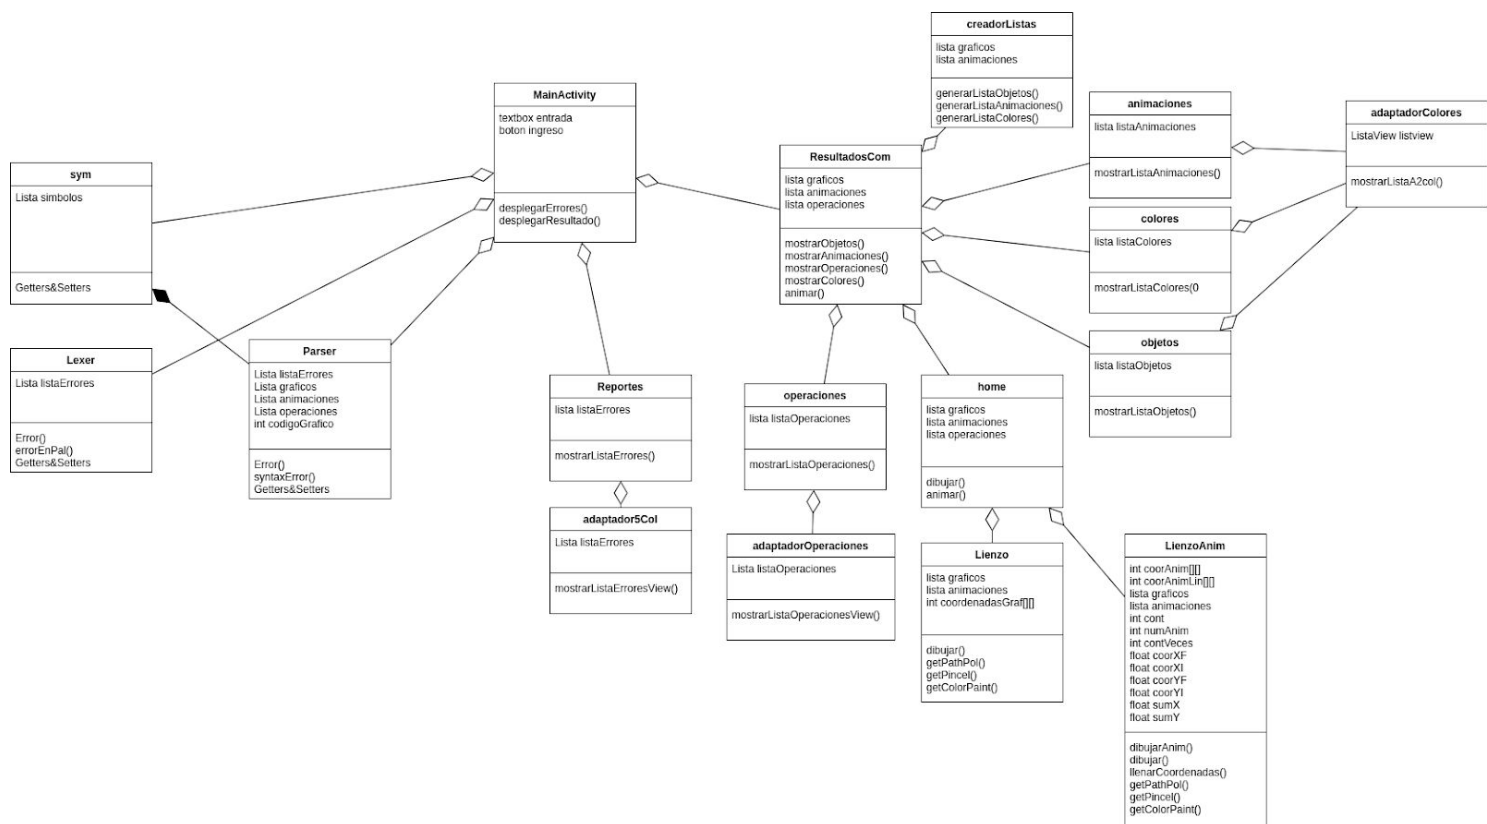 creadorListas
lista graficos
lista animaciones
generarListaObjetos()
generarListaAnimaciones()
generarListaColores()
MainActivity
textbox entrada
boton ingreso
desplegarErrores()
desplegarResultado()
animaciones
lista listaAnimaciones
mostrarListaAnimaciones()
adaptadorColores
ListaView listview
mostrarListaA2col()
sym
Lista simbolos
Getters&Setters
ResultadosCom
lista graficos
lista animaciones
lista operaciones
mostrarObjetos()
mostrarAnimaciones()
mostrarOperaciones()
mostrarColores()
animar()
colores
lista listaColores
mostrarListaColores(0
objetos
lista listaObjetos
mostrarListaObjetos()
Lexer
Lista listaErrores
Error()
errorEnPal()
Getters&Setters
Parser
Lista listaErrores
Lista graficos
Lista animaciones
Lista operaciones
int codigoGrafico
Error()
syntaxError()
Getters&Setters
Reportes
lista listaErrores
mostrarListaErrores()
operaciones
lista listaOperaciones
mostrarListaOperaciones()
home
lista graficos
lista animaciones
lista operaciones
dibujar()
animar()
adaptador5Col
Lista listaErrores
mostrarListaErroresView()
adaptadorOperaciones
Lista listaOperaciones
mostrarListaOperacionesView()
Lienzo
lista graficos
lista animaciones
int coordenadasGraf[][]
dibujar()
getPathPol()
getPincel()
getColorPaint()
LienzoAnim
int coorAnim[][]
int coorAnimLin[][]
lista graficos
lista animaciones
int cont
int numAnim
int contVeces
float coorXF
float coorXI
float coorYF
float coorYI
float sumX
float sumY
dibujarAnim()
dibujar()
llenarCoordenadas()
getPathPol()
getPincel()
getColorPaint()